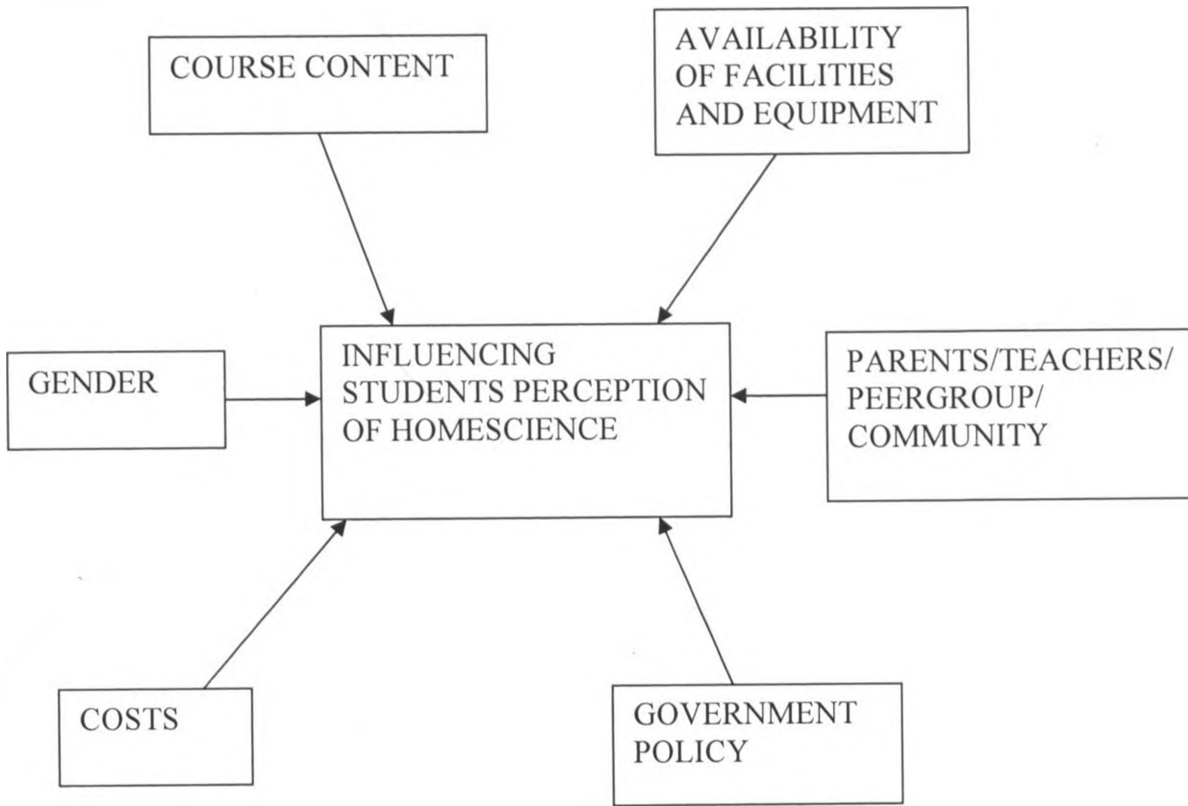 COURSE CONTENT
AVAILABILITY
OF FACILITIES
AND EQUIPMENT
GENDER
INFLUENCING
STUDENTS PERCEPTION
OF HOMESCIENCE
PARENTS/TEACHERS/
PEERGROUP/
COMMUNITY
COSTS
GOVERNMENT
POLICY